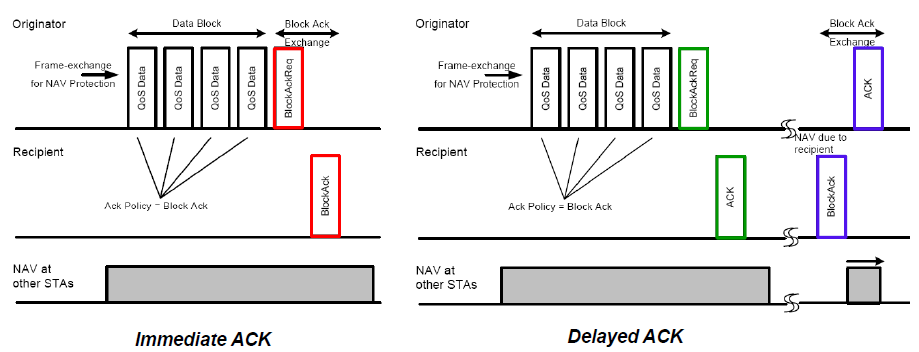 Originator
Data Block
Block Ack
Exchange
Frame-exchange
for NAV Protection
QoS Data
QoS Data
QoS Data
QoS Data
BlockAckReq
Recipient
Ack Policy = Block Ack
BlockAck
NAV at
other STAs
Immediate ACK
Originator
Data Block
Block Ack
Exchange
Frame-exchange
for NAV Protection
QoS Data
QoS Data
QoS Data
QoS Data
BlockAckReq
ACK
NAV due to
recipient
Recipient
Ack Policy = Block Ack
ACK
BlockAck
NAV at
other STAs
Delayed ACK